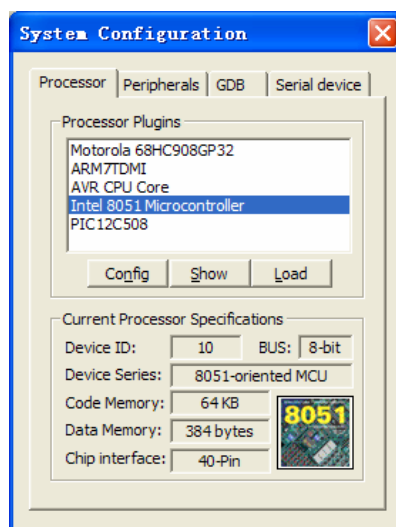 System Configuration
Processor Peripherals GDB Serial device
Processor Plugins
Motorola 68HC908GP32
ARM7TDMI
AVR CPU Core
Intel 8051 Microcontroller
PIC12C508
Config Show Load
Current Processor Specifications
Device ID: 10 BUS: 8-bit
Device Series: 8051-oriented MCU
Code Memory: 64 KB
8051
Data Memory: 384 bytes
Chip interface: 40-Pin